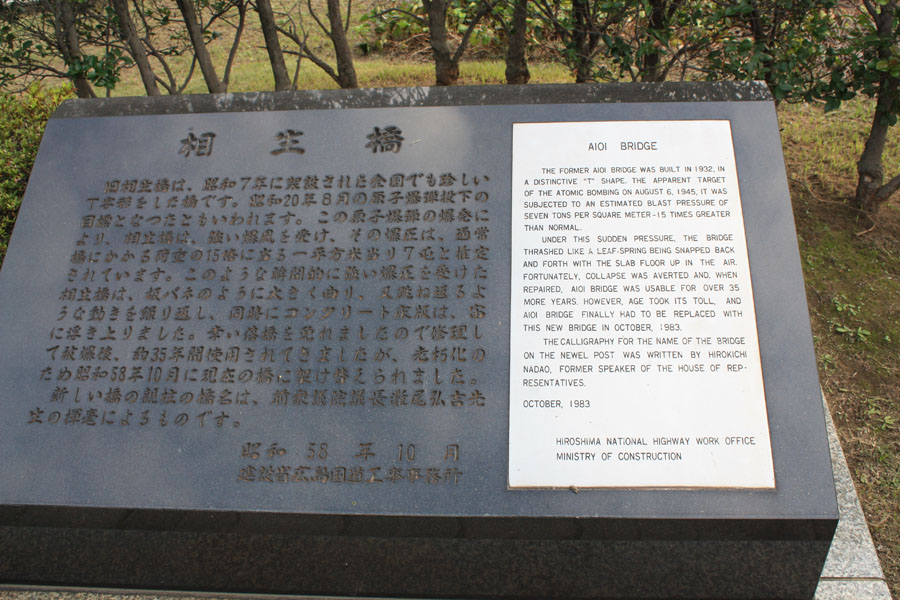 相生橋
旧相生橋は、昭和7年に架設された全国でも珍しい
丁字形をした橋です。昭和20年8月の原子爆弾投下の
目標となったともいわれます。この原子爆弾の爆発に
より、相生橋は、強い爆風を受け、その爆圧は、通常
橋にかかる荷重の15倍に当る一平方米当り7屯と推定
されています。このような瞬間的に強い爆圧を受けた
相生橋は、板バネのように大きく曲り、又跳ね返るよ
うな動きを繰り返し、同時にコンクリート床版は、宙
に浮き上りました。幸い落橋を免れましたので修理し
て被爆後、約35年間使用されてきましたが、老朽化の
ため昭和58年10月に現在の橋に架け替えられました。
新しい橋の親柱の橋名は、前衆議院議長灘尾弘吉先
生の揮毫によるものです。
昭和58年10月
建設省広島国道工事事務所
AIOI BRIDGE
THE FORMER AIOI BRIDGE WAS BUILT IN 1932, IN
A DISTINCTIVE "T" SHAPE. THE APPARENT TARGET
OF THE ATOMIC BOMBING ON AUGUST 6, 1945, IT WAS
SUBJECTED TO AN ESTIMATED BLAST PRESSURE OF
SEVEN TONS PER SQUARE METER-15 TIMES GREATER
THAN NORMAL.
UNDER THIS SUDDEN PRESSURE, THE BRIDGE
THRASHED LIKE A LEAF-SPRING BEING SNAPPED BACK
AND FORTH WITH THE SLAB FLOOR UP IN THE AIR.
FORTUNATELY, COLLAPSE WAS AVERTED AND, WHEN
REPAIRED, AIOI BRIDGE WAS USABLE FOR OVER 35
MORE YEARS. HOWEVER, AGE TOOK ITS TOLL, AND
AIOI BRIDGE FINALLY HAD TO BE REPLACED WITH
THIS NEW BRIDGE IN OCTOBER, 1983.
THE CALLIGRAPHY FOR THE NAME OF THE BRIDGE
ON THE NEWEL POST WAS WRITTEN BY HIROKICHI
NADAO, FORMER SPEAKER OF THE HOUSE OF REP-
RESENTATIVES.
OCTOBER, 1983
HIROSHIMA NATIONAL HIGHWAY WORK OFFICE
MINISTRY OF CONSTRUCTION